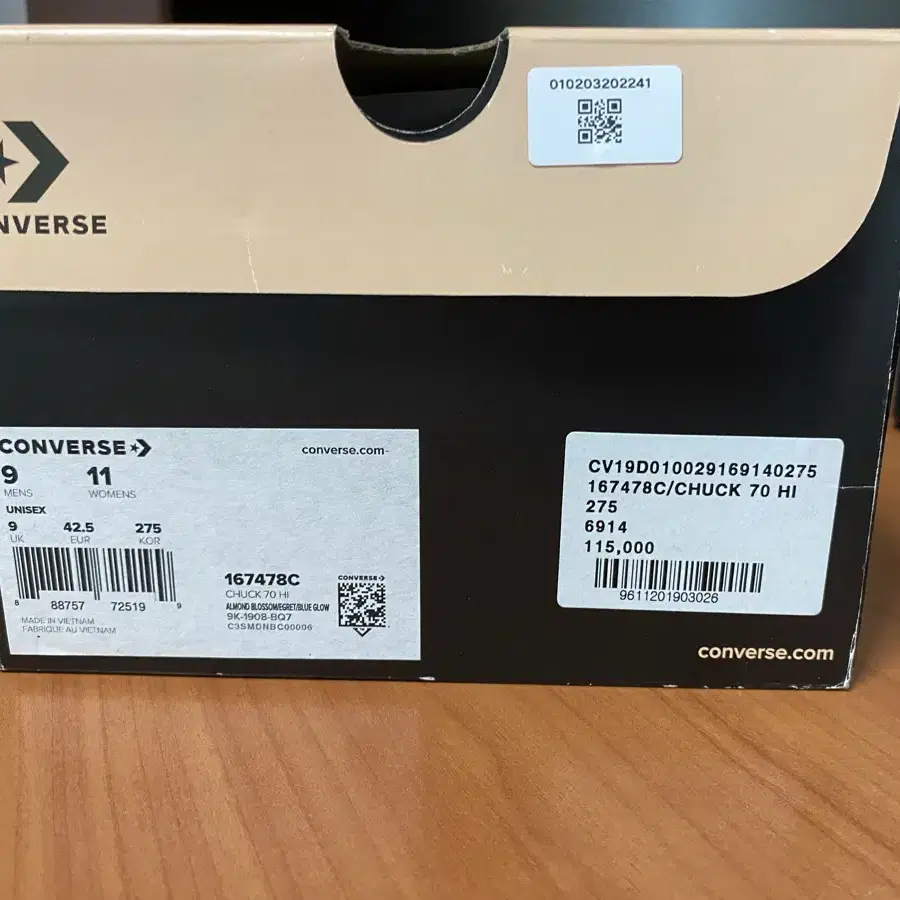 010203202241
NVERSE
CONVERSE
converse.com
9 11
MENS WOMENS
UNISEX
9 42.5 275
UK EUR KOR
8 88757 72519 9
MADE IN VIETNAM
FABRIQUE AU VIETNAM
167478C
CHUCK 70 HI
ALMOND BLOSSOM/EGRET/BLUE GLOW
9K-1908-BQ7
C3SMDNBC00006
CONVERSE
CV19D010029169140275
167478C/CHUCK 70 HI
275
6914
115,000
9611201903026
converse.com